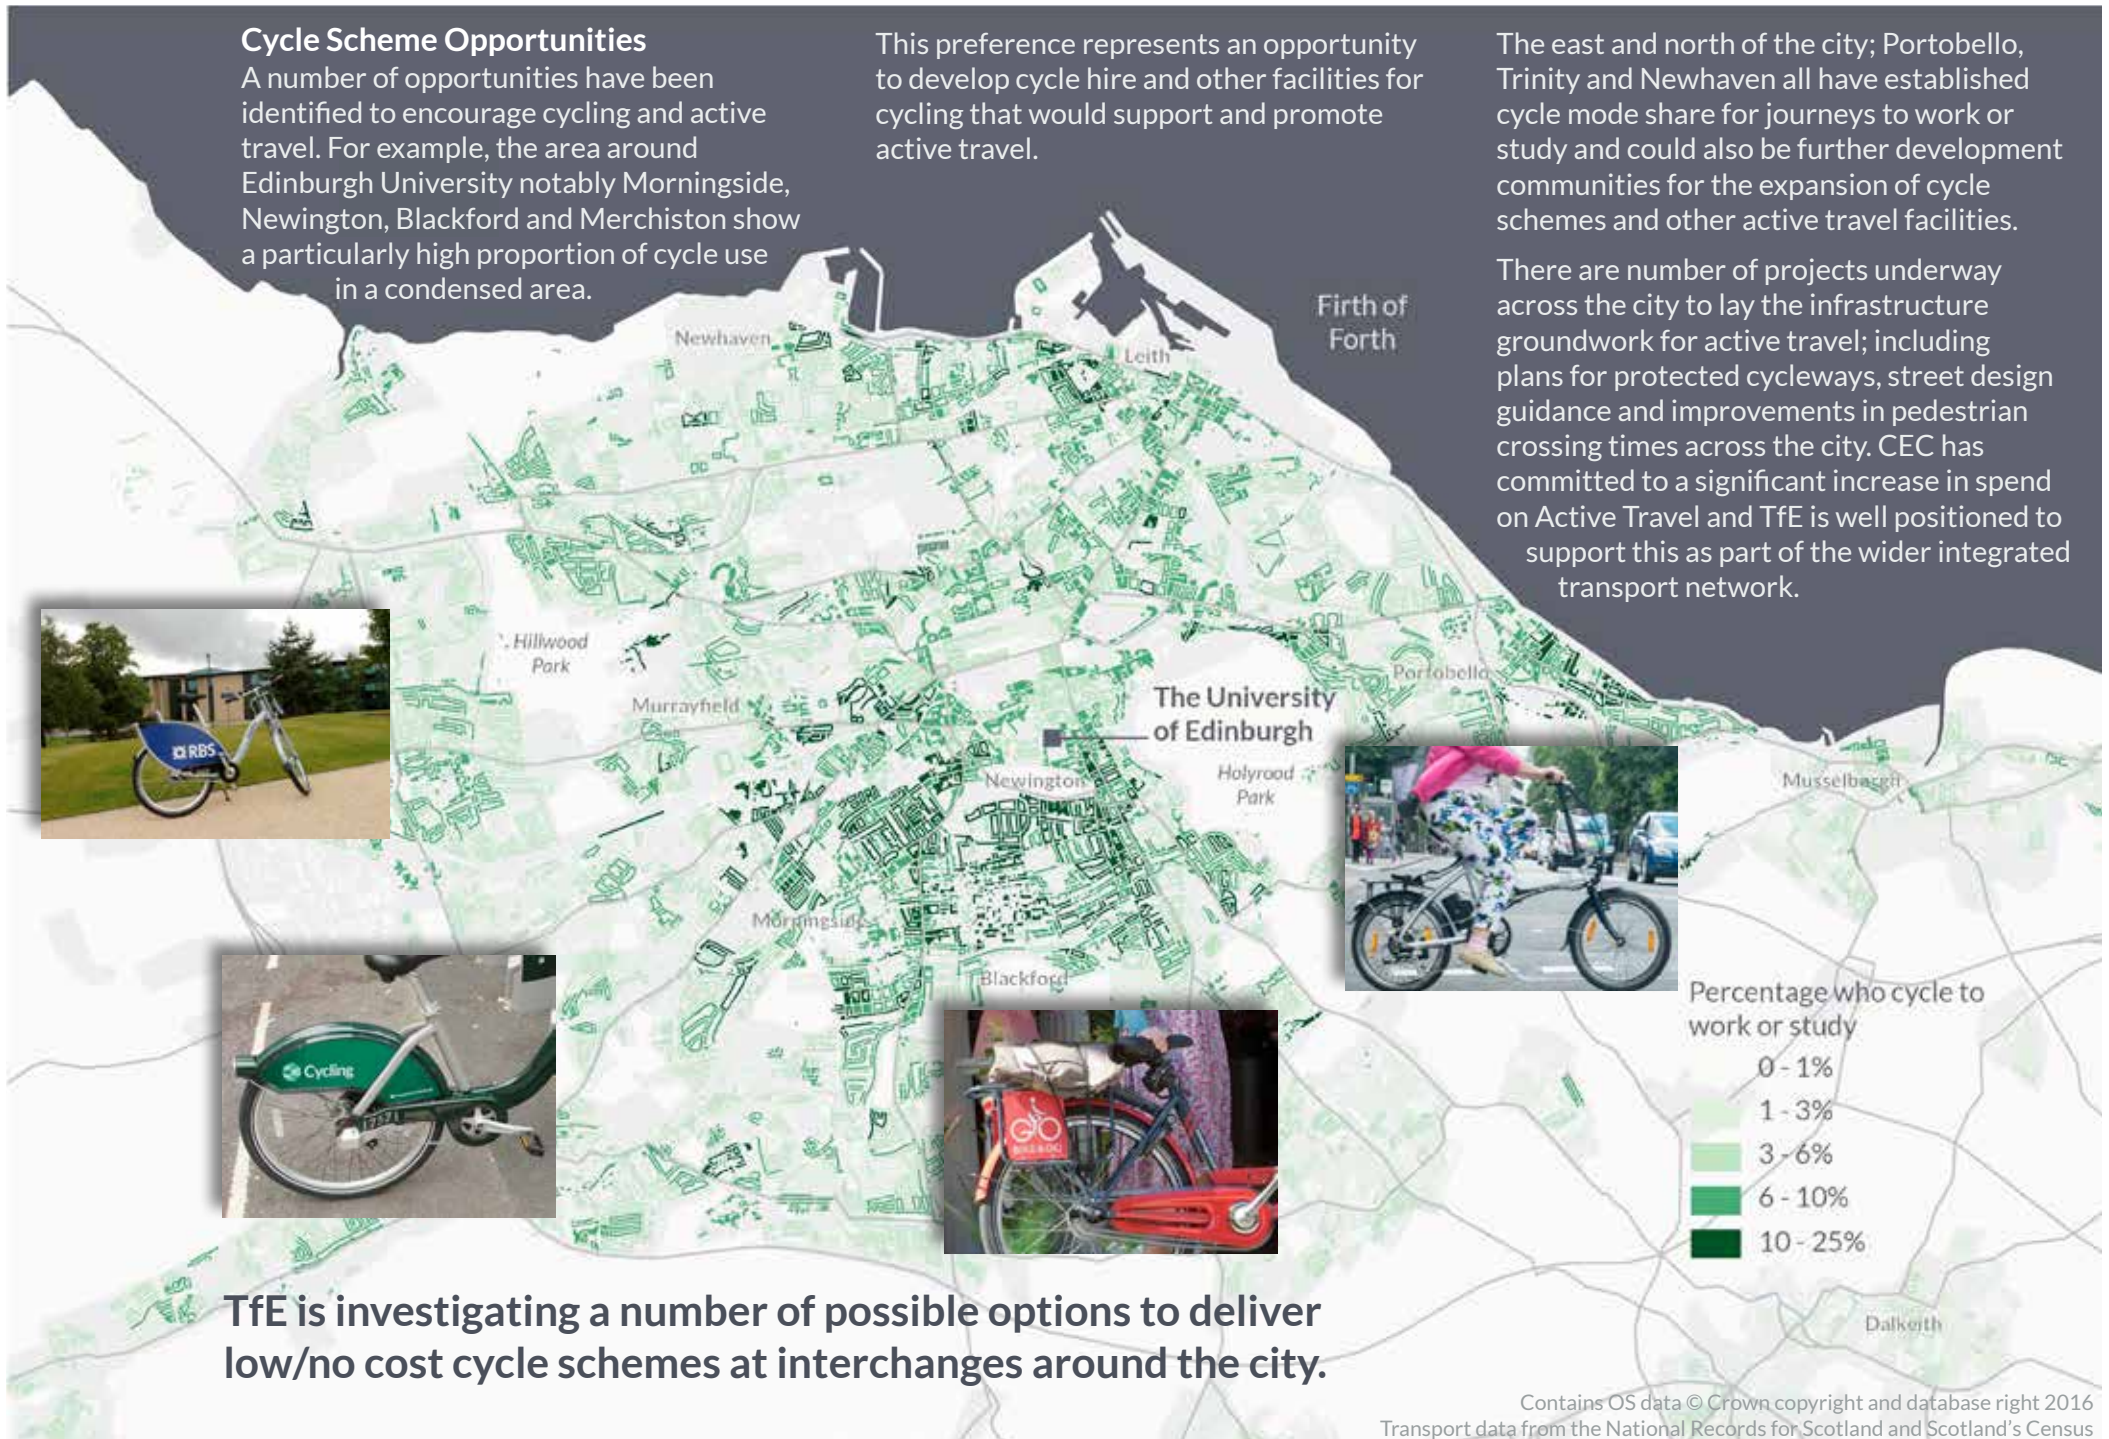 Cycle Scheme Opportunities
A number of opportunities have been
identified to encourage cycling and active
travel. For example, the area around
Edinburgh University notably Morningside,
Newington, Blackford and Merchiston show
a particularly high proportion of cycle use
in a condensed area.
This preference represents an opportunity
to develop cycle hire and other facilities for
cycling that would support and promote
active travel.
The east and north of the city; Portobello,
Trinity and Newhaven all have established
cycle mode share for journeys to work or
study and could also be further development
communities for the expansion of cycle
schemes and other active travel facilities.
There are number of projects underway
across the city to lay the infrastructure
groundwork for active travel; including
plans for protected cycleways, street design
guidance and improvements in pedestrian
crossing times across the city. CEC has
committed to a significant increase in spend
on Active Travel and TfE is well positioned to
support this as part of the wider integrated
transport network.
Firth of
Forth
Newhaven
Leith
Hillwood
Park
Murrayfield
Portobello
The University
of Edinburgh
Newington
Holyrood
Park
Musselburgh
Morningside
Blackford
RBS
Cycling
GO
Percentage who cycle to
work or study
0 - 1%
1 - 3%
3 - 6%
6 - 10%
10 - 25%
Dalkeith
TfE is investigating a number of possible options to deliver
low/no cost cycle schemes at interchanges around the city.
Contains OS data © Crown copyright and database right 2016
Transport data from the National Records for Scotland and Scotland's Census